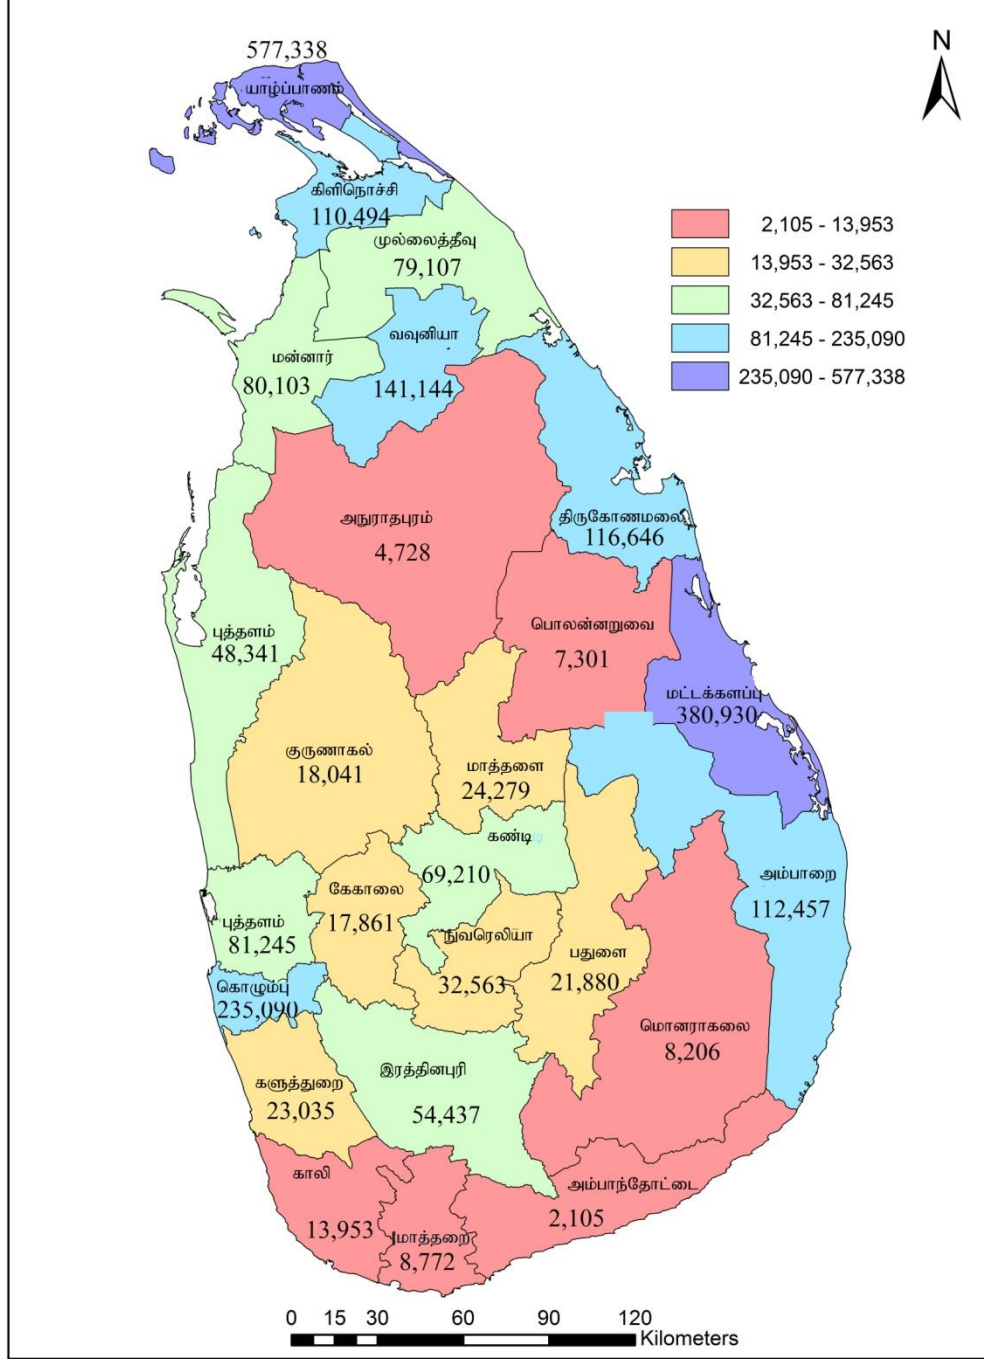 577,338
N
யாழ்ப்பாணம்
கிளிநொச்சி
110,494
2,105 - 13,953
13,953 - 32,563
32,563 - 81,245
81,245 - 235,090
235,090 - 577,338
முல்லைத்தீவு
79,107
வவுனியா
141,144
மன்னார்
80,103
அநுராதபுரம்
4,728
திருகோணமலை
116,646
பொலன்னறுவை
7,301
புத்தளம்
48,341
மட்டக்களப்பு
380,930
குருணாகல்
18,041
மாத்தளை
24,279
கண்டி
69,210
அம்பாறை
112,457
கேகாலை
17,861
புத்தளம்
81,245
நுவரெலியா
32,563
பதுளை
21,880
கொழும்பு
235,090
மொனராகலை
8,206
இரத்தினபுரி
54,437
களுத்துறை
23,035
காலி
13,953
அம்பாந்தோட்டை
2,105
மாத்தறை
8,772
0 15 30 60 90 120
Kilometers